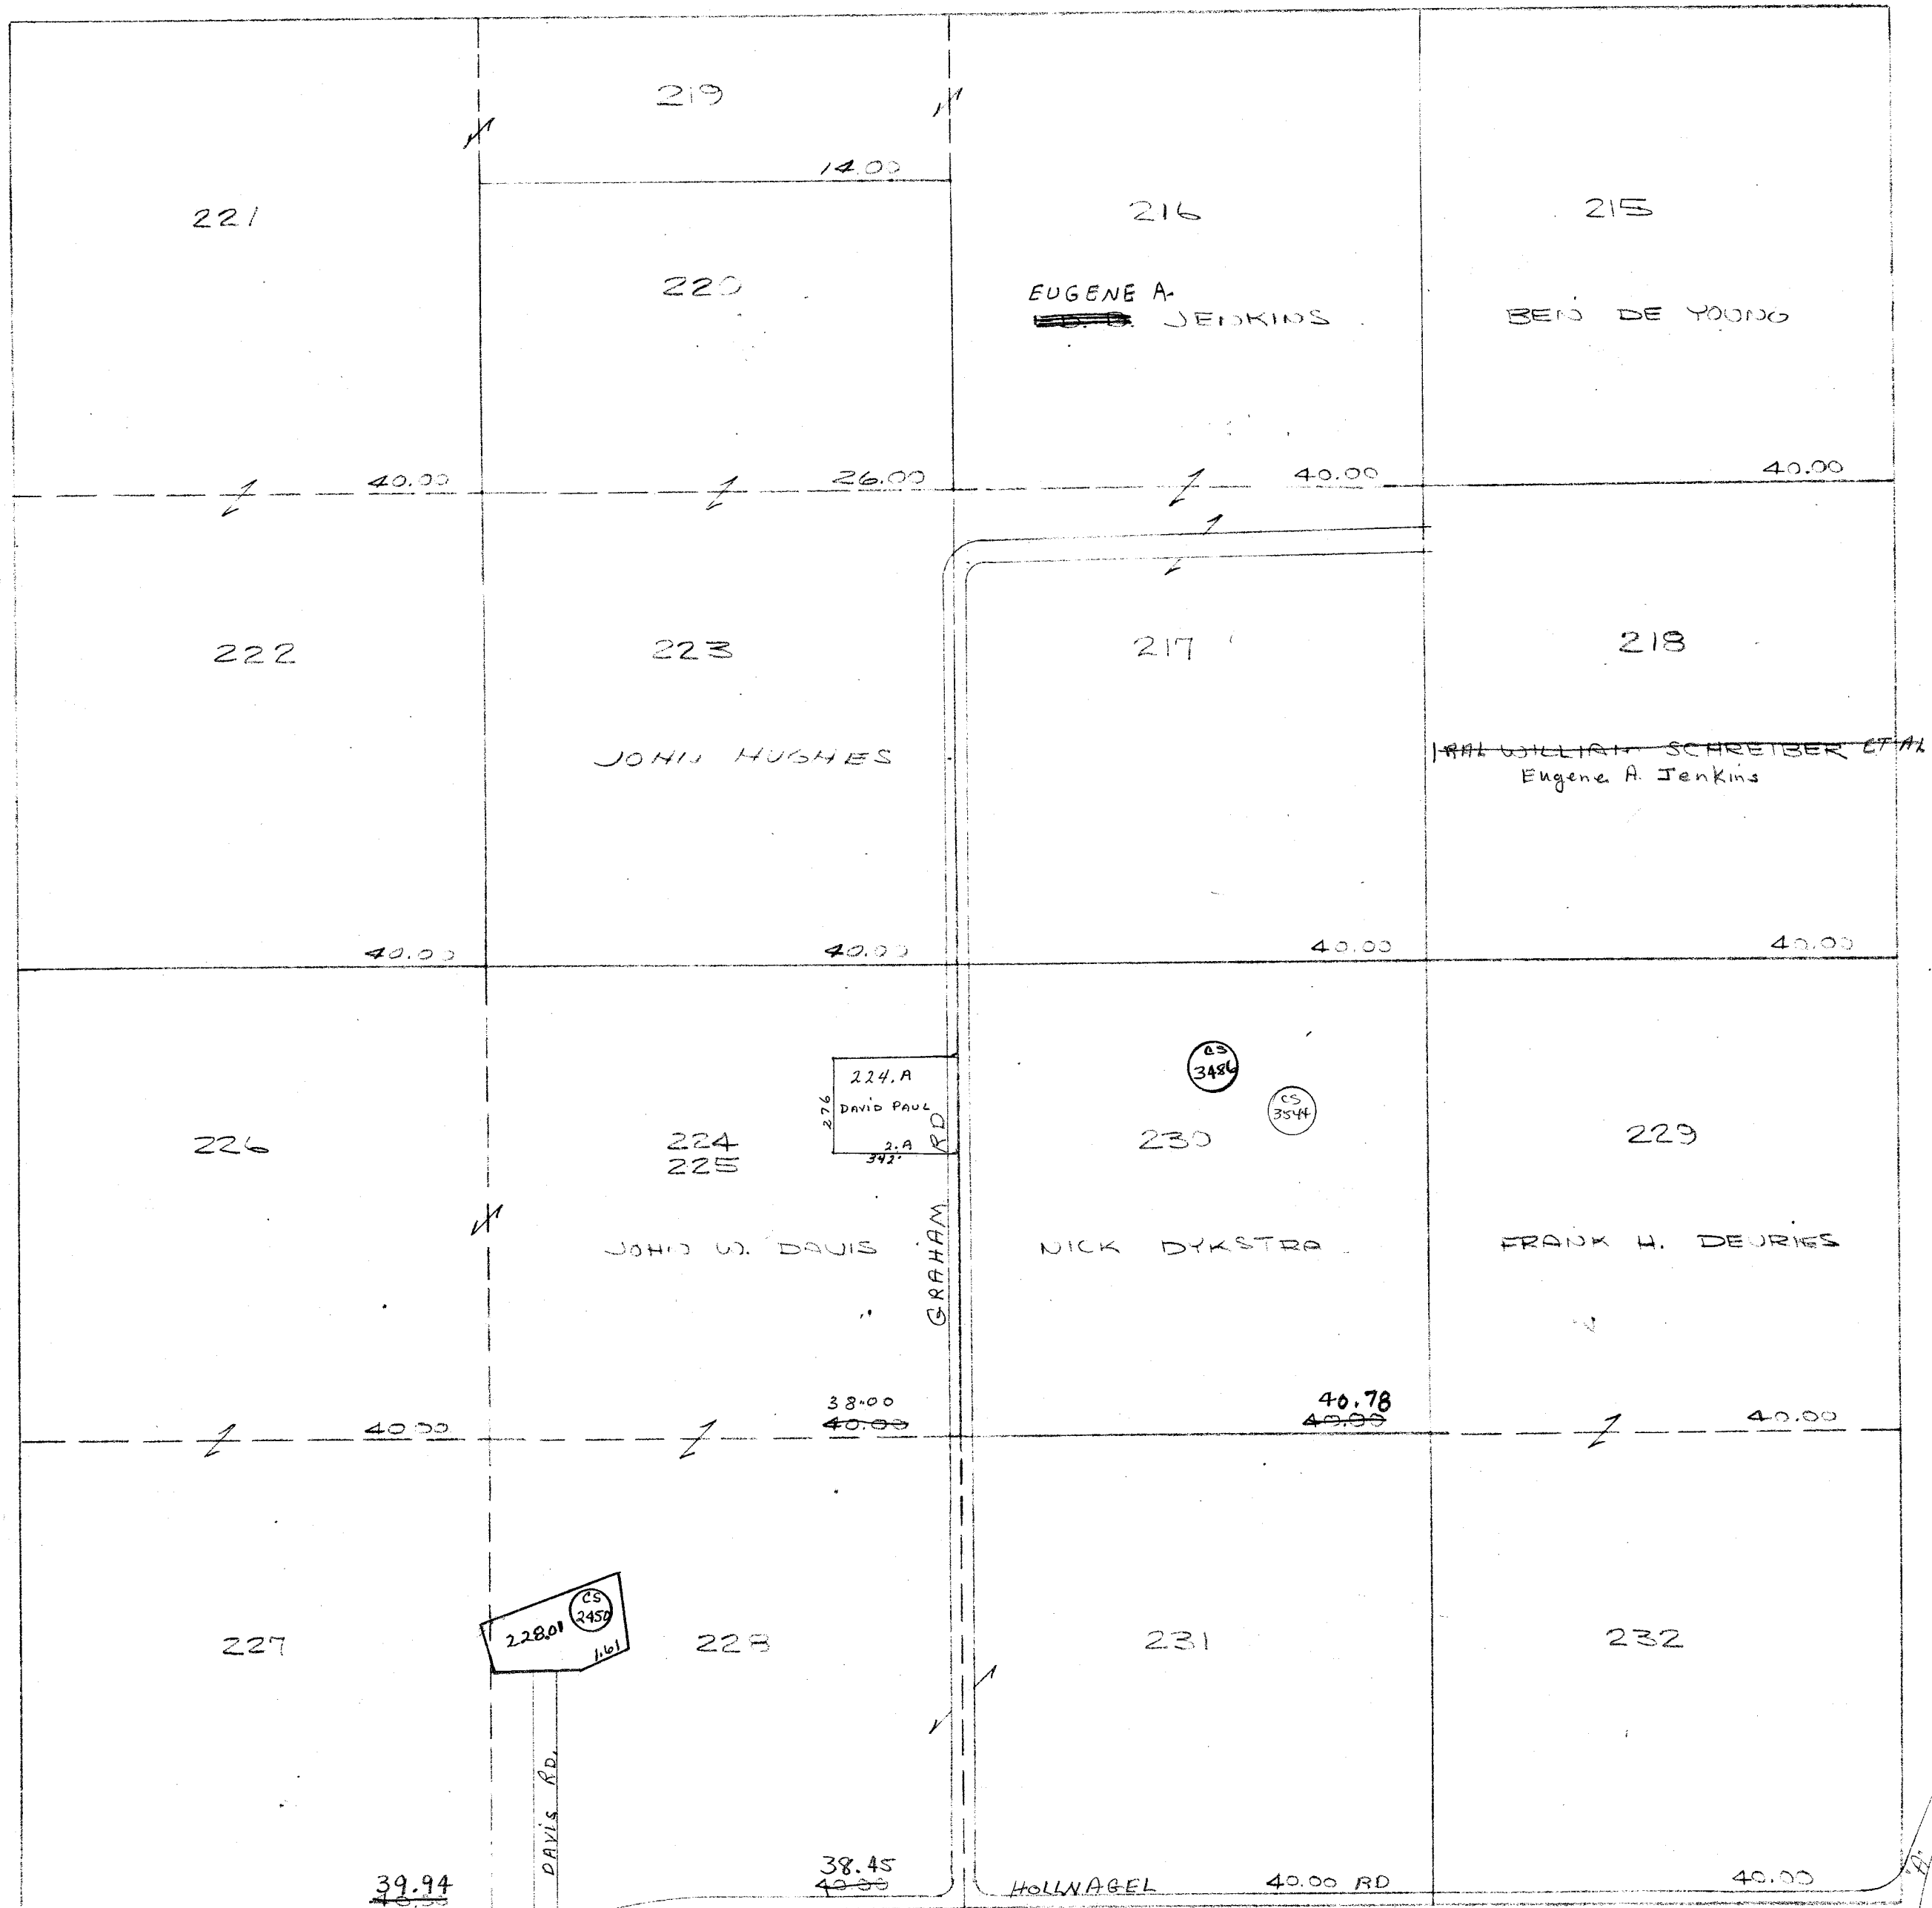 219
14.00
221
216
215
220
EUGENE A.
JENKINS
BEN DE YOUNG
40.00
26.00
40.00
40.00
222
223
217
218
JOHN HUGHES
WILLIAM SCHREIBER ET AL
Eugene A. Jenkins
40.00
40.00
40.00
40.00
CS
3486
224.A
DAVID PAUL
276
2.A
342'
CS
3544
226
224
225
230
229
GRAHAM RD
JOHN W. DAVIS
NICK DYKSTRA
FRANK H. DEVRIES
38.00
40.00
40.00
40.78
40.00
40.00
CS
2450
228.01
1.61
227
228
231
232
DAVIS RD.
39.94
40.00
38.45
40.00
HOLLNAGEL 40.00 RD
40.00